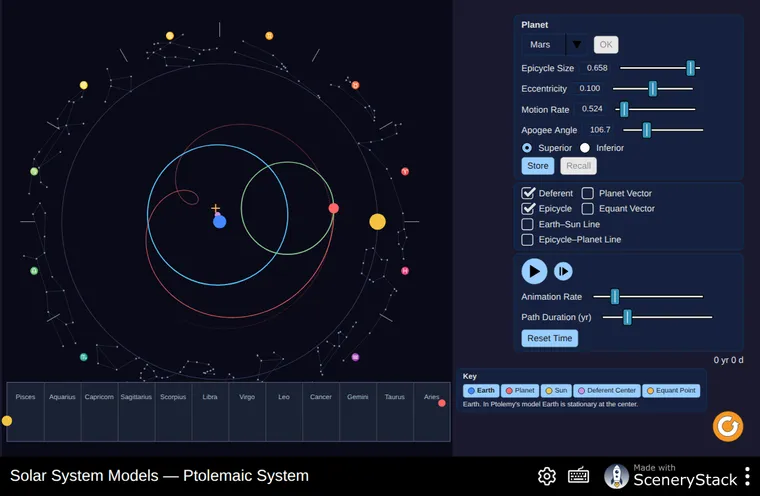 Planet
Mars
OK
Epicycle Size 0.658
Eccentricity 0.100
Motion Rate 0.524
Apogee Angle 106.7
Superior Inferior
Store Recall
Deferent Planet Vector
Epicycle Equant Vector
Earth–Sun Line
Epicycle–Planet Line
Animation Rate
Path Duration (yr)
Reset Time
0 yr 0 d
Key
Earth Planet Sun Deferent Center Equant Point
Earth. In Ptolemy's model Earth is stationary at the center.
Pisces Aquarius Capricorn Sagittarius Scorpius Libra Virgo Leo Cancer Gemini Taurus Aries
Solar System Models — Ptolemaic System
Made with
SceneryStack